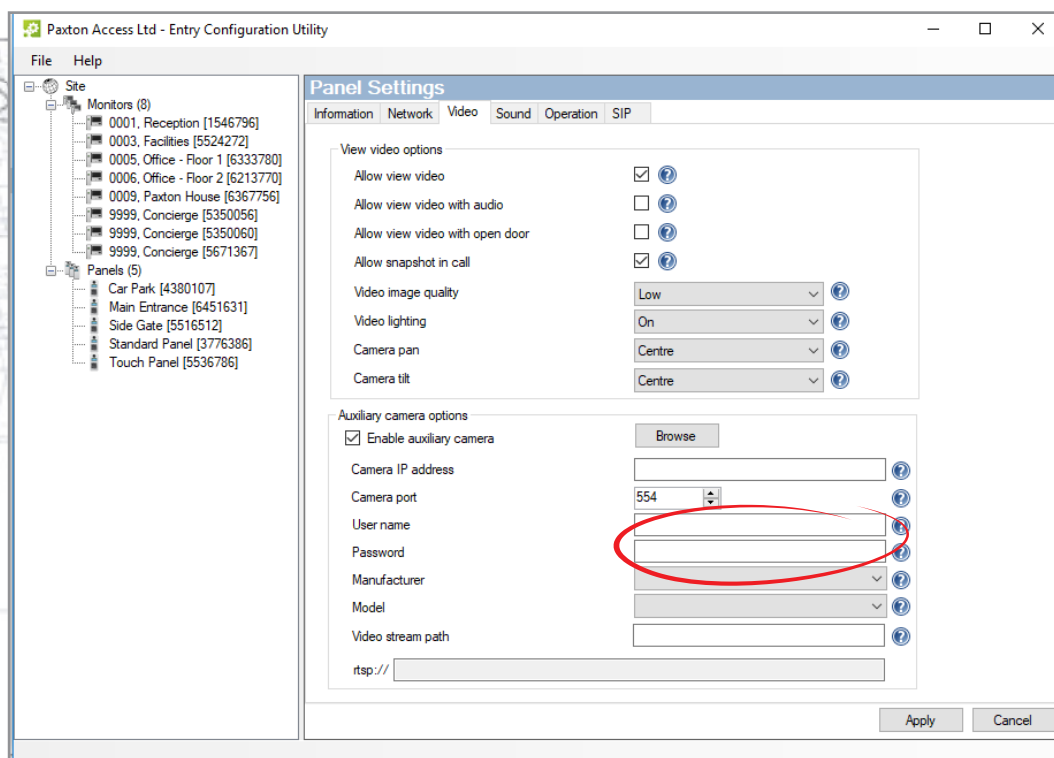 Paxton Access Ltd - Entry Configuration Utility
File Help
Site
Monitors (8)
0001, Reception [1546796]
0003, Facilities [5524272]
0005, Office - Floor 1 [6333780]
0006, Office - Floor 2 [6213770]
0009, Paxton House [6367756]
9999, Concierge [5350056]
9999, Concierge [5350060]
9999, Concierge [5671367]
Panels (5)
Car Park [4380107]
Main Entrance [6451631]
Side Gate [5516512]
Standard Panel [3776386]
Touch Panel [5536786]
Panel Settings
Information Network Video Sound Operation SIP
View video options
Allow view video ?
Allow view video with audio ?
Allow view video with open door ?
Allow snapshot in call ?
Video image quality Low ?
Video lighting On ?
Camera pan Centre ?
Camera tilt Centre ?
Auxiliary camera options
Enable auxiliary camera Browse
Camera IP address ?
Camera port 554 ?
User name ?
Password ?
Manufacturer ?
Model ?
Video stream path ?
rtsp://
Apply Cancel